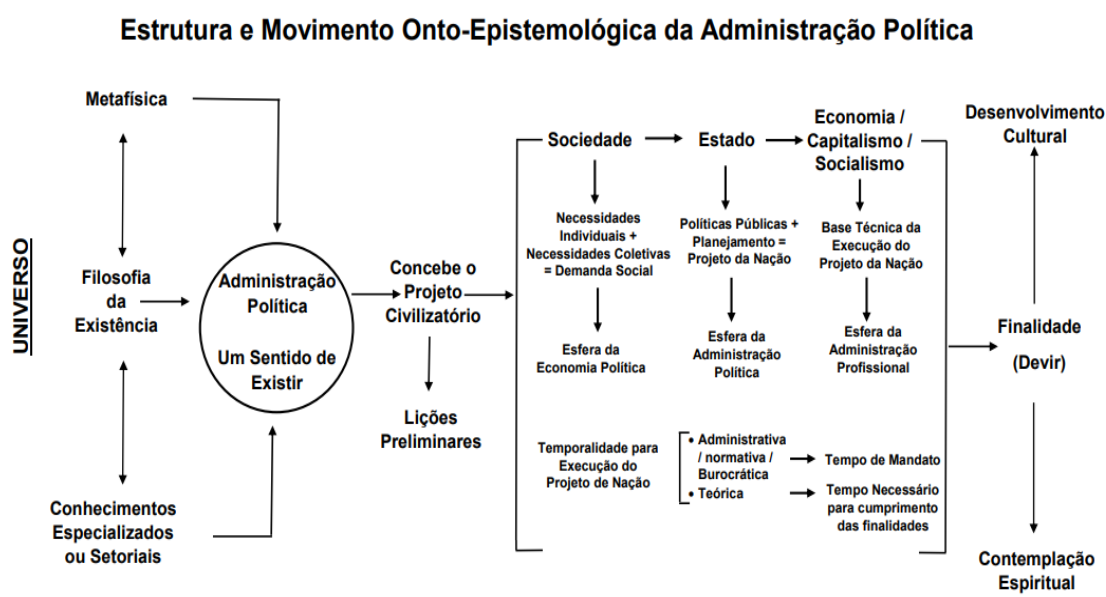 Estrutura e Movimento Onto-Epistemológica da Administração Política
UNIVERSO
Metafísica
Filosofia
da
Existência
Conhecimentos
Especializados
ou Setoriais
Administração
Política
Um Sentido de
Existir
Concebe o
Projeto
Civilizatório
Lições
Preliminares
Sociedade
Necessidades
Individuais +
Necessidades Coletivas
= Demanda Social
Esfera da
Economia Política
Estado
Políticas Públicas +
Planejamento =
Projeto da Nação
Esfera da
Administração
Política
Economia /
Capitalismo /
Socialismo
Base Técnica da
Execução do
Projeto da Nação
Esfera da
Administração
Profissional
Temporalidade para
Execução do
Projeto de Nação
• Administrativa
/ normativa /
Burocrática
• Teórica
Tempo de Mandato
Tempo Necessário
para cumprimento
das finalidades
Desenvolvimento
Cultural
Finalidade
(Devir)
Contemplação
Espiritual